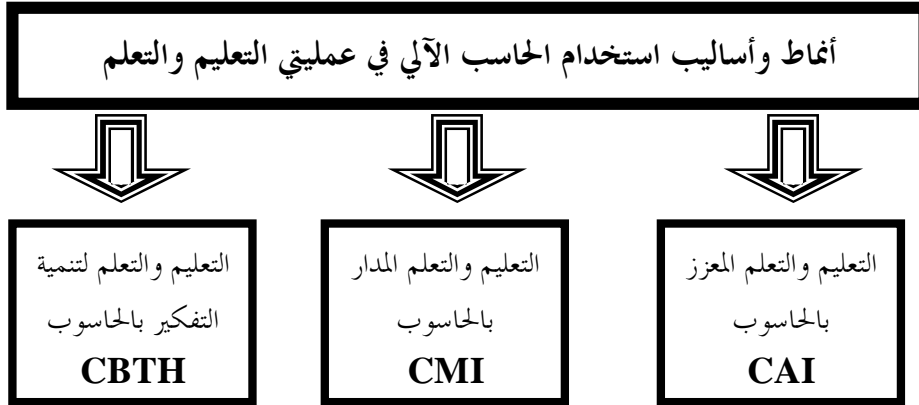 أنماط وأساليب استخدام الحاسب الآلي في عمليتي التعليم والتعلم
التعليم والتعلم المعزز
بالحاسوب
CAI
التعليم والتعلم المدار
بالحاسوب
CMI
التعليم والتعلم لتنمية
التفكير بالحاسوب
CBTH